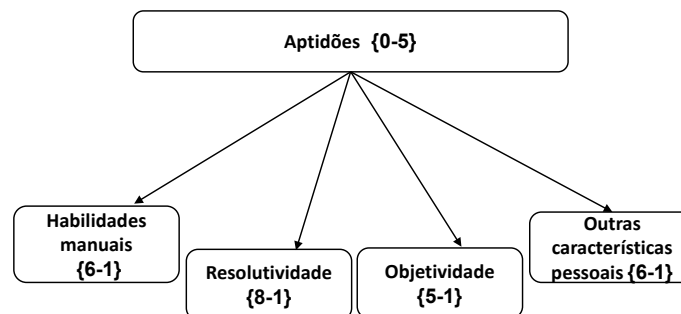 Aptidões {0-5}
Habilidades
manuais
{6-1}
Resolutividade
{8-1}
Objetividade
{5-1}
Outras
características
pessoais {6-1}